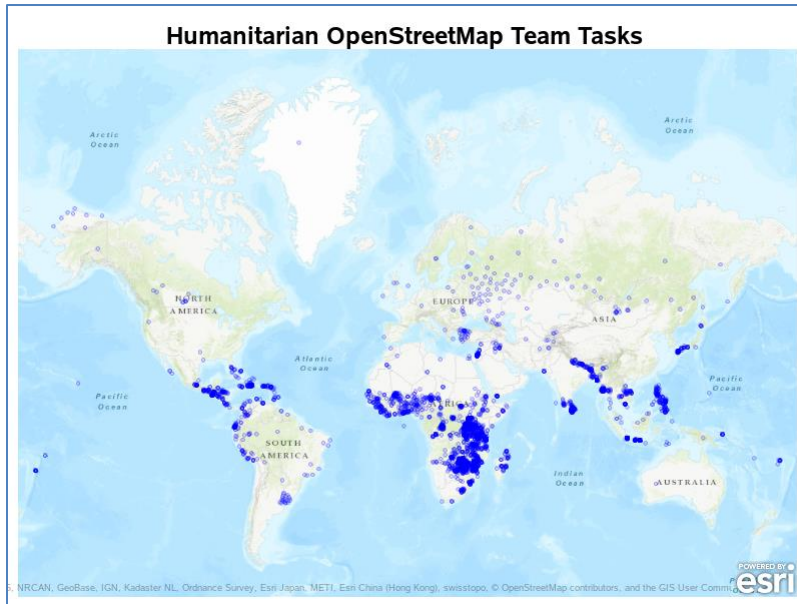 Humanitarian OpenStreetMap Team Tasks
Arctic
Ocean
Arctic
Ocean
NORTH
AMERICA
EUROPE
ASIA
Atlantic
Ocean
Pacific
Ocean
Pacific
Ocean
AFRICA
SOUTH
AMERICA
Indian
Ocean
AUSTRALIA
POWERED BY
esri
NRCAN, GeoBase, IGN, Kadaster NL, Ordnance Survey, Esri Japan, METI, Esri China (Hong Kong), swisstopo, © OpenStreetMap contributors, and the GIS User